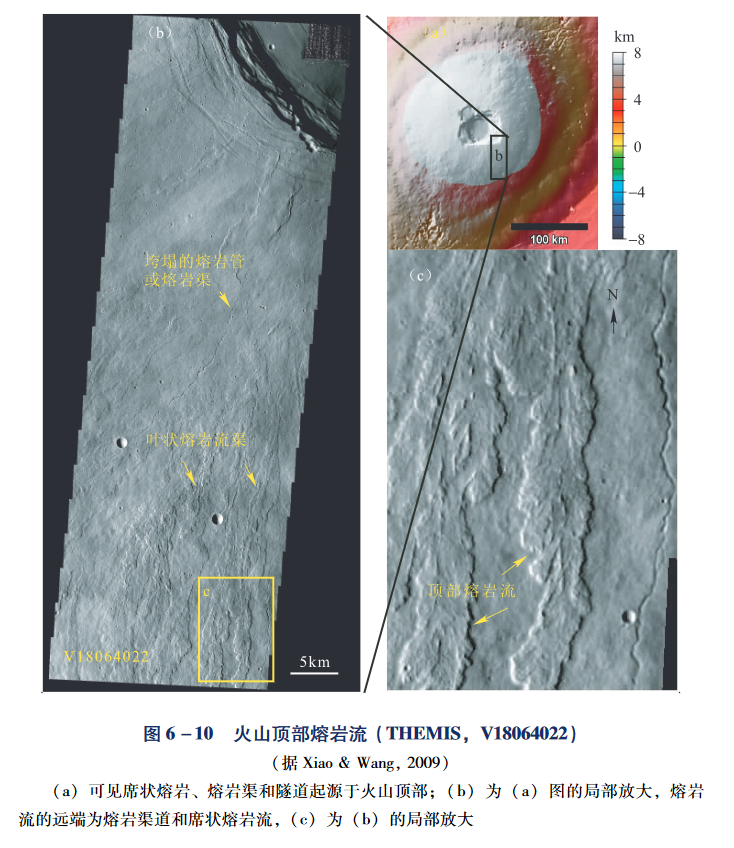 (b)
(a)
km
8
4
0
-4
-8
b
100 km
(c)
N
垮塌的熔岩管
或熔岩渠
叶状熔岩流渠
顶部熔岩流
c
V18064022
5km
图 6-10 火山顶部熔岩流（THEMIS，V18064022）
（据 Xiao & Wang, 2009）
（a）可见席状熔岩、熔岩渠和隧道起源于火山顶部；（b）为（a）图的局部放大，熔岩
流的远端为熔岩渠道和席状熔岩流，（c）为（b）的局部放大